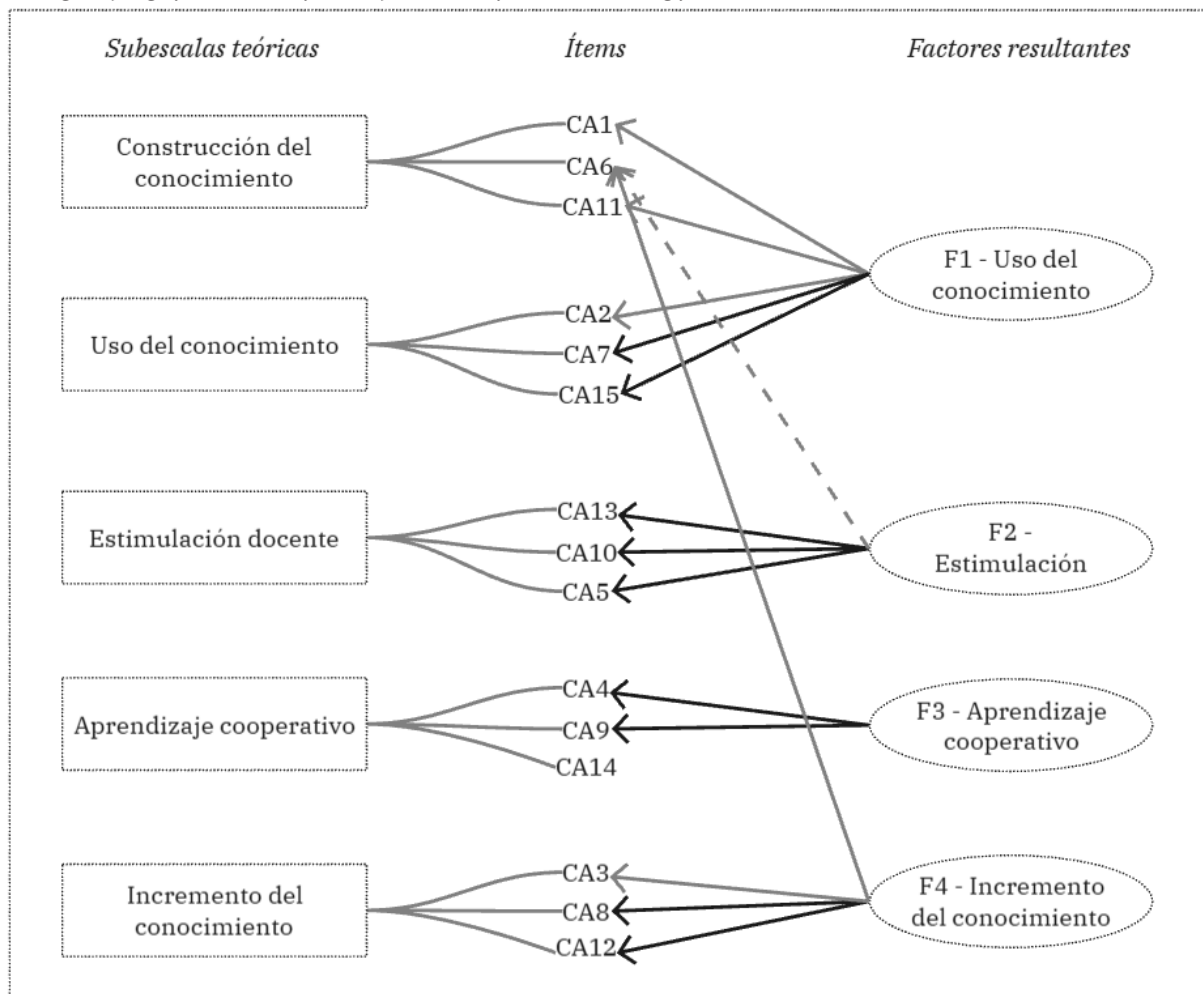 Subescalas teóricas
Ítems
Factores resultantes
Construcción del
conocimiento
CA1
CA6
CA11
F1 - Uso del
conocimiento
Uso del conocimiento
CA2
CA7
CA15
Estimulación docente
CA13
CA10
CA5
F2 -
Estimulación
Aprendizaje cooperativo
CA4
CA9
CA14
F3 - Aprendizaje
cooperativo
Incremento del
conocimiento
CA3
CA8
CA12
F4 - Incremento
del conocimiento